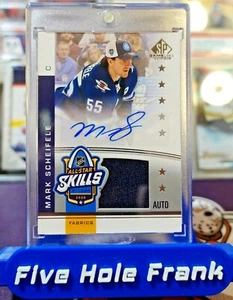 C
SP
MARK SCHEIFELE
55
ALL-STAR
SKILLS
FABRICS
AUTO
Five Hole Frank